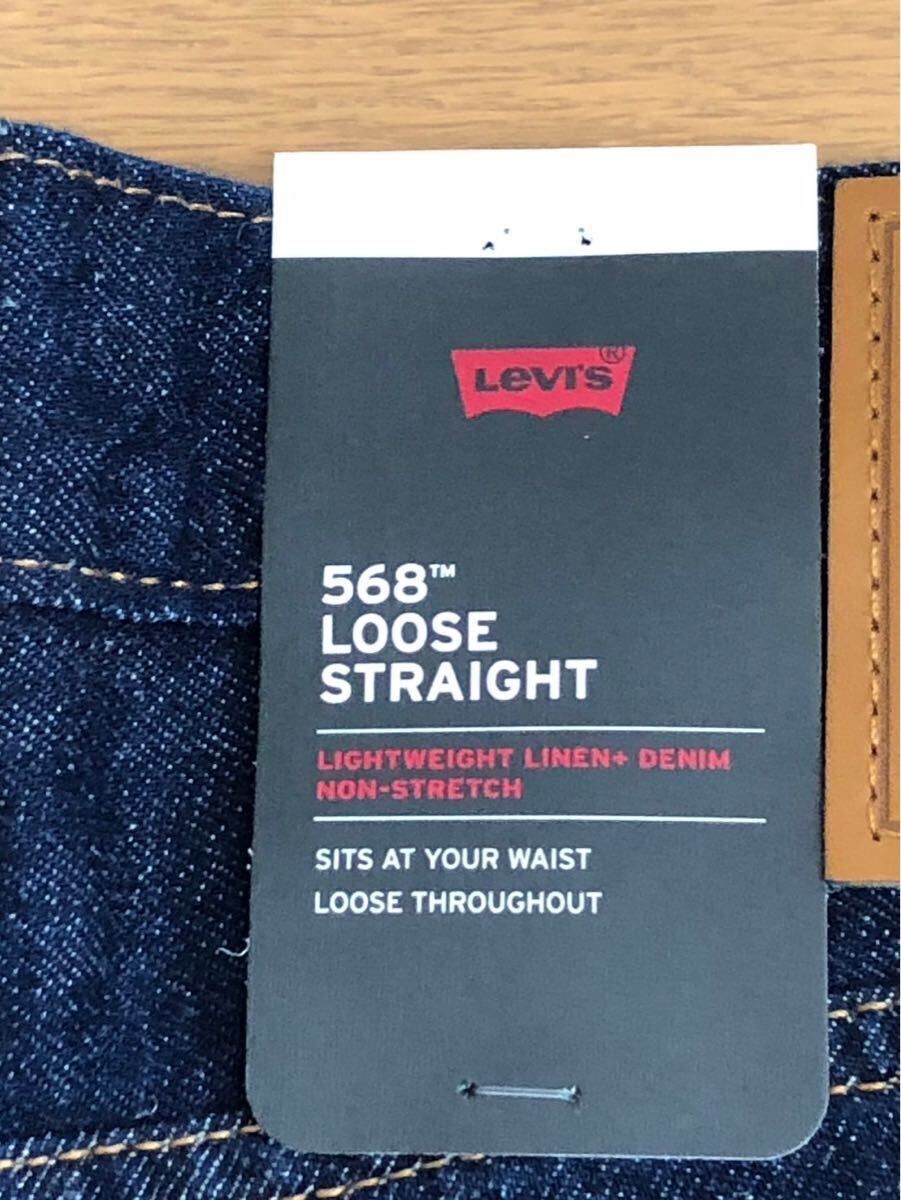 Levi's®
568™
LOOSE
STRAIGHT
LIGHTWEIGHT LINEN+ DENIM
NON-STRETCH
SITS AT YOUR WAIST
LOOSE THROUGHOUT